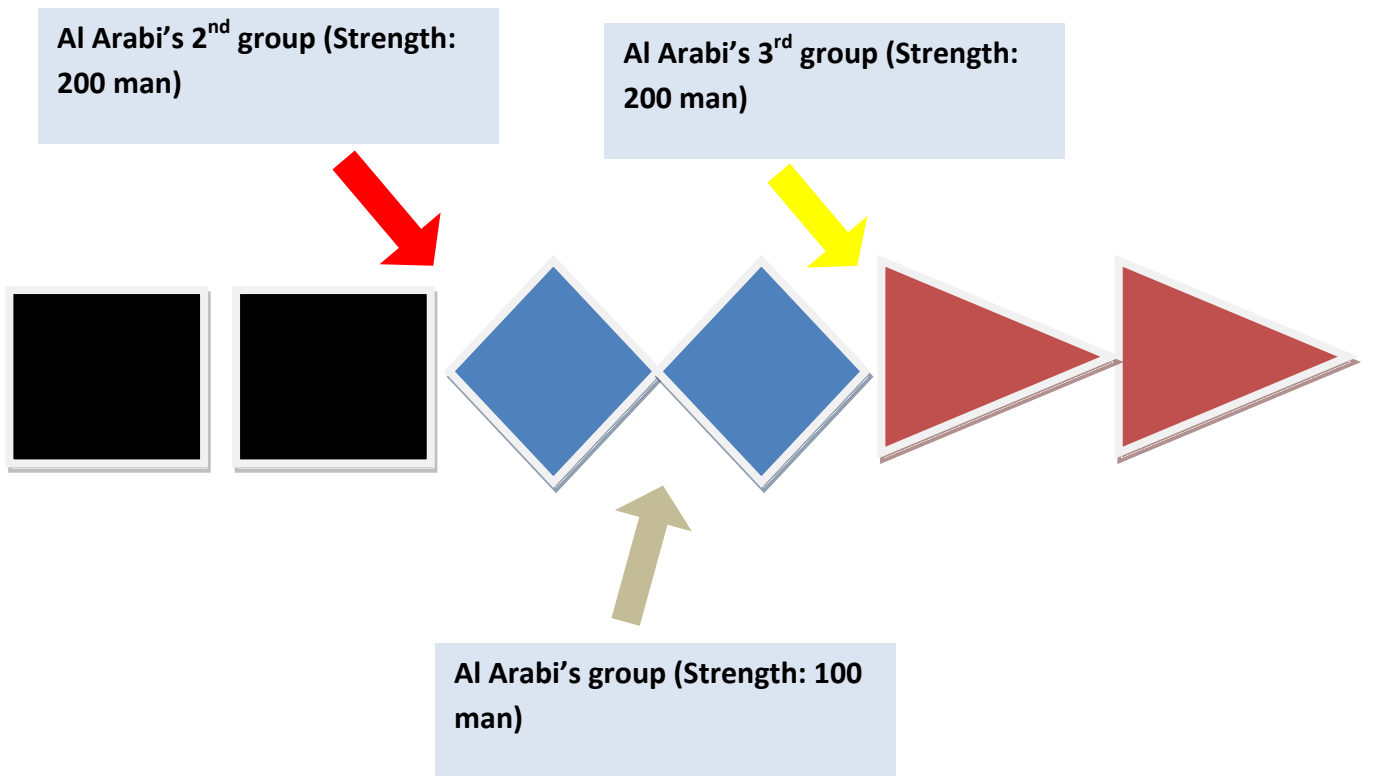 Al Arabi’s 2nd group (Strength:
200 man)
Al Arabi’s 3rd group (Strength:
200 man)
Al Arabi’s group (Strength: 100
man)